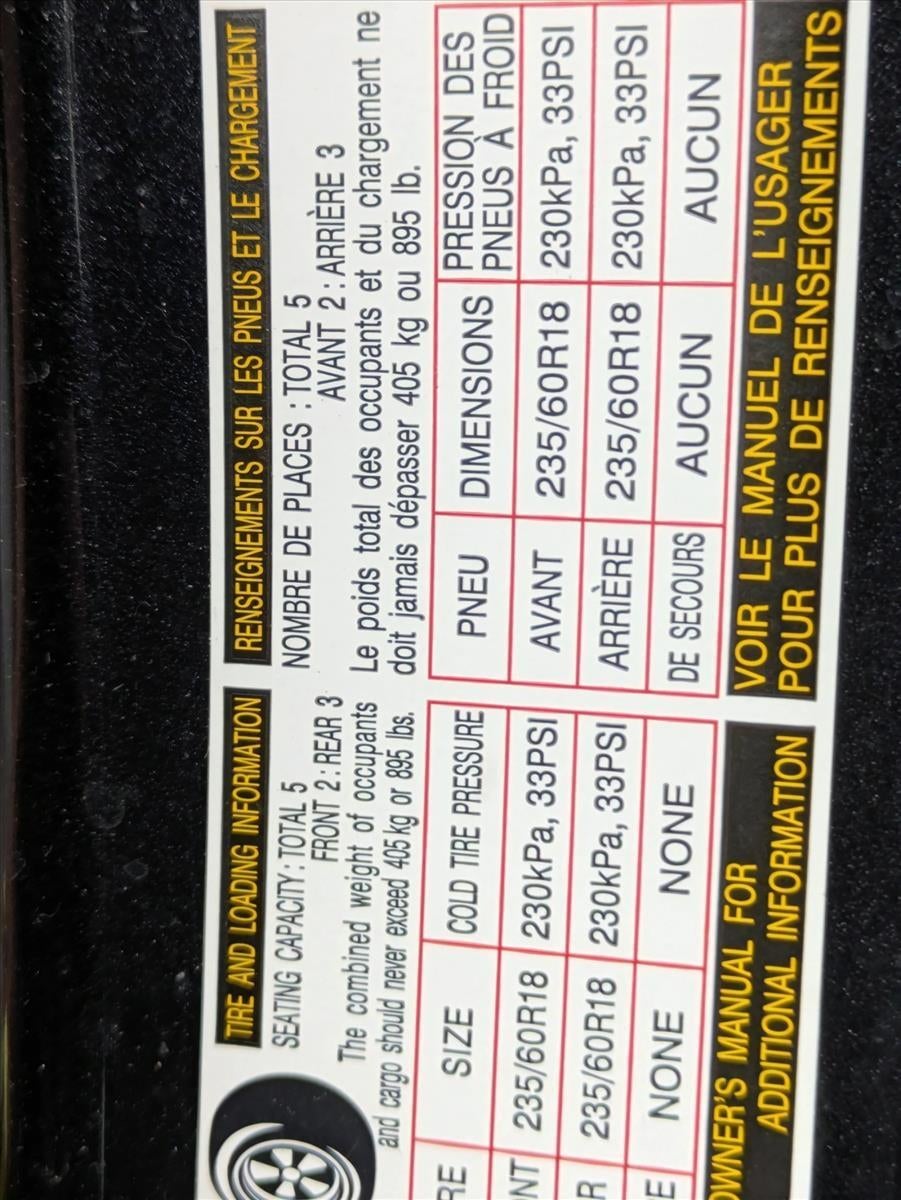 TIRE AND LOADING INFORMATION
SEATING CAPACITY: TOTAL 5
FRONT 2: REAR 3
The combined weight of occupants
and cargo should never exceed 405 kg or 895 lbs.
RE SIZE COLD TIRE PRESSURE
NT 235/60R18 230kPa, 33PSI
R 235/60R18 230kPa, 33PSI
E NONE NONE
OWNER'S MANUAL FOR
ADDITIONAL INFORMATION
RENSEIGNEMENTS SUR LES PNEUS ET LE CHARGEMENT
NOMBRE DE PLACES : TOTAL 5
AVANT 2: ARRIÈRE 3
Le poids total des occupants et du chargement ne
doit jamais dépasser 405 kg ou 895 lb.
PNEU DIMENSIONS PRESSION DES
PNEUS À FROID
AVANT 235/60R18 230kPa, 33PSI
ARRIÈRE 235/60R18 230kPa, 33PSI
DE SECOURS AUCUN AUCUN
VOIR LE MANUEL DE L'USAGER
POUR PLUS DE RENSEIGNEMENTS